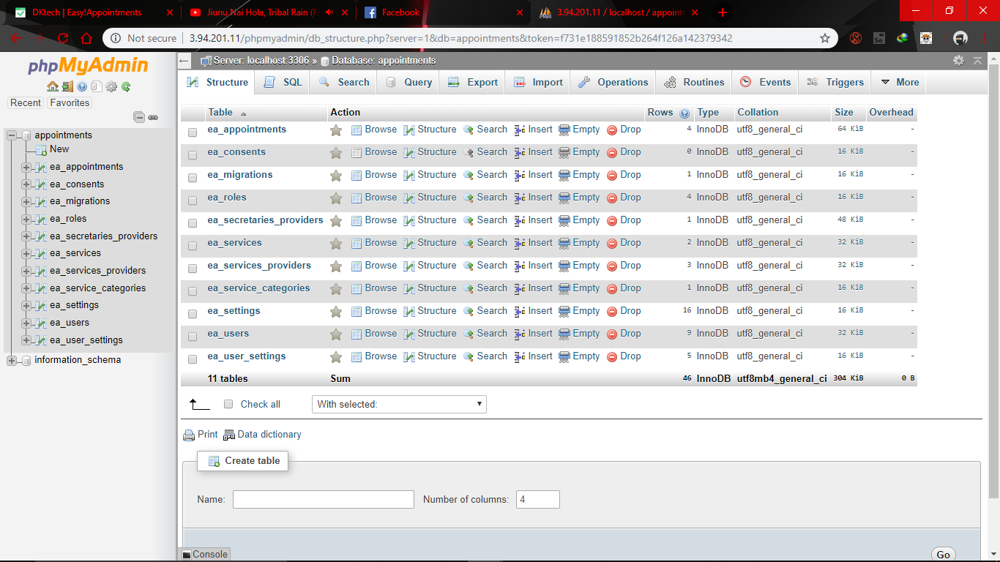 DKtech | Easy!Appointments
Jiunu Nai Hola, Tribal Rain (F
Facebook
3.94.201.11 / localhost / appoint
Not secure
3.94.201.11/phpmyadmin/db_structure.php?server=1&db=appointments&token=f731e188591852b264f126a142379342
phpMyAdmin
Recent
Favorites
appointments
New
ea_appointments
ea_consents
ea_migrations
ea_roles
ea_secretaries_providers
ea_services
ea_services_providers
ea_service_categories
ea_settings
ea_users
ea_user_settings
information_schema
Server: localhost:3306 » Database: appointments
Structure SQL Search Query Export Import Operations Routines Events Triggers More
Table Action Rows Type Collation Size Overhead
ea_appointments Browse Structure Search Insert Empty Drop 4 InnoDB utf8_general_ci 64 KiB -
ea_consents Browse Structure Search Insert Empty Drop 0 InnoDB utf8_general_ci 16 KiB -
ea_migrations Browse Structure Search Insert Empty Drop 1 InnoDB utf8_general_ci 16 KiB -
ea_roles Browse Structure Search Insert Empty Drop 4 InnoDB utf8_general_ci 16 KiB -
ea_secretaries_providers Browse Structure Search Insert Empty Drop 1 InnoDB utf8_general_ci 48 KiB -
ea_services Browse Structure Search Insert Empty Drop 2 InnoDB utf8_general_ci 32 KiB -
ea_services_providers Browse Structure Search Insert Empty Drop 3 InnoDB utf8_general_ci 32 KiB -
ea_service_categories Browse Structure Search Insert Empty Drop 1 InnoDB utf8_general_ci 16 KiB -
ea_settings Browse Structure Search Insert Empty Drop 16 InnoDB utf8_general_ci 16 KiB -
ea_users Browse Structure Search Insert Empty Drop 9 InnoDB utf8_general_ci 32 KiB -
ea_user_settings Browse Structure Search Insert Empty Drop 5 InnoDB utf8_general_ci 16 KiB -
11 tables Sum 46 InnoDB utf8mb4_general_ci 304 KiB 0 B
Check all With selected:
Print Data dictionary
Create table
Name: Number of columns: 4
Console
Go